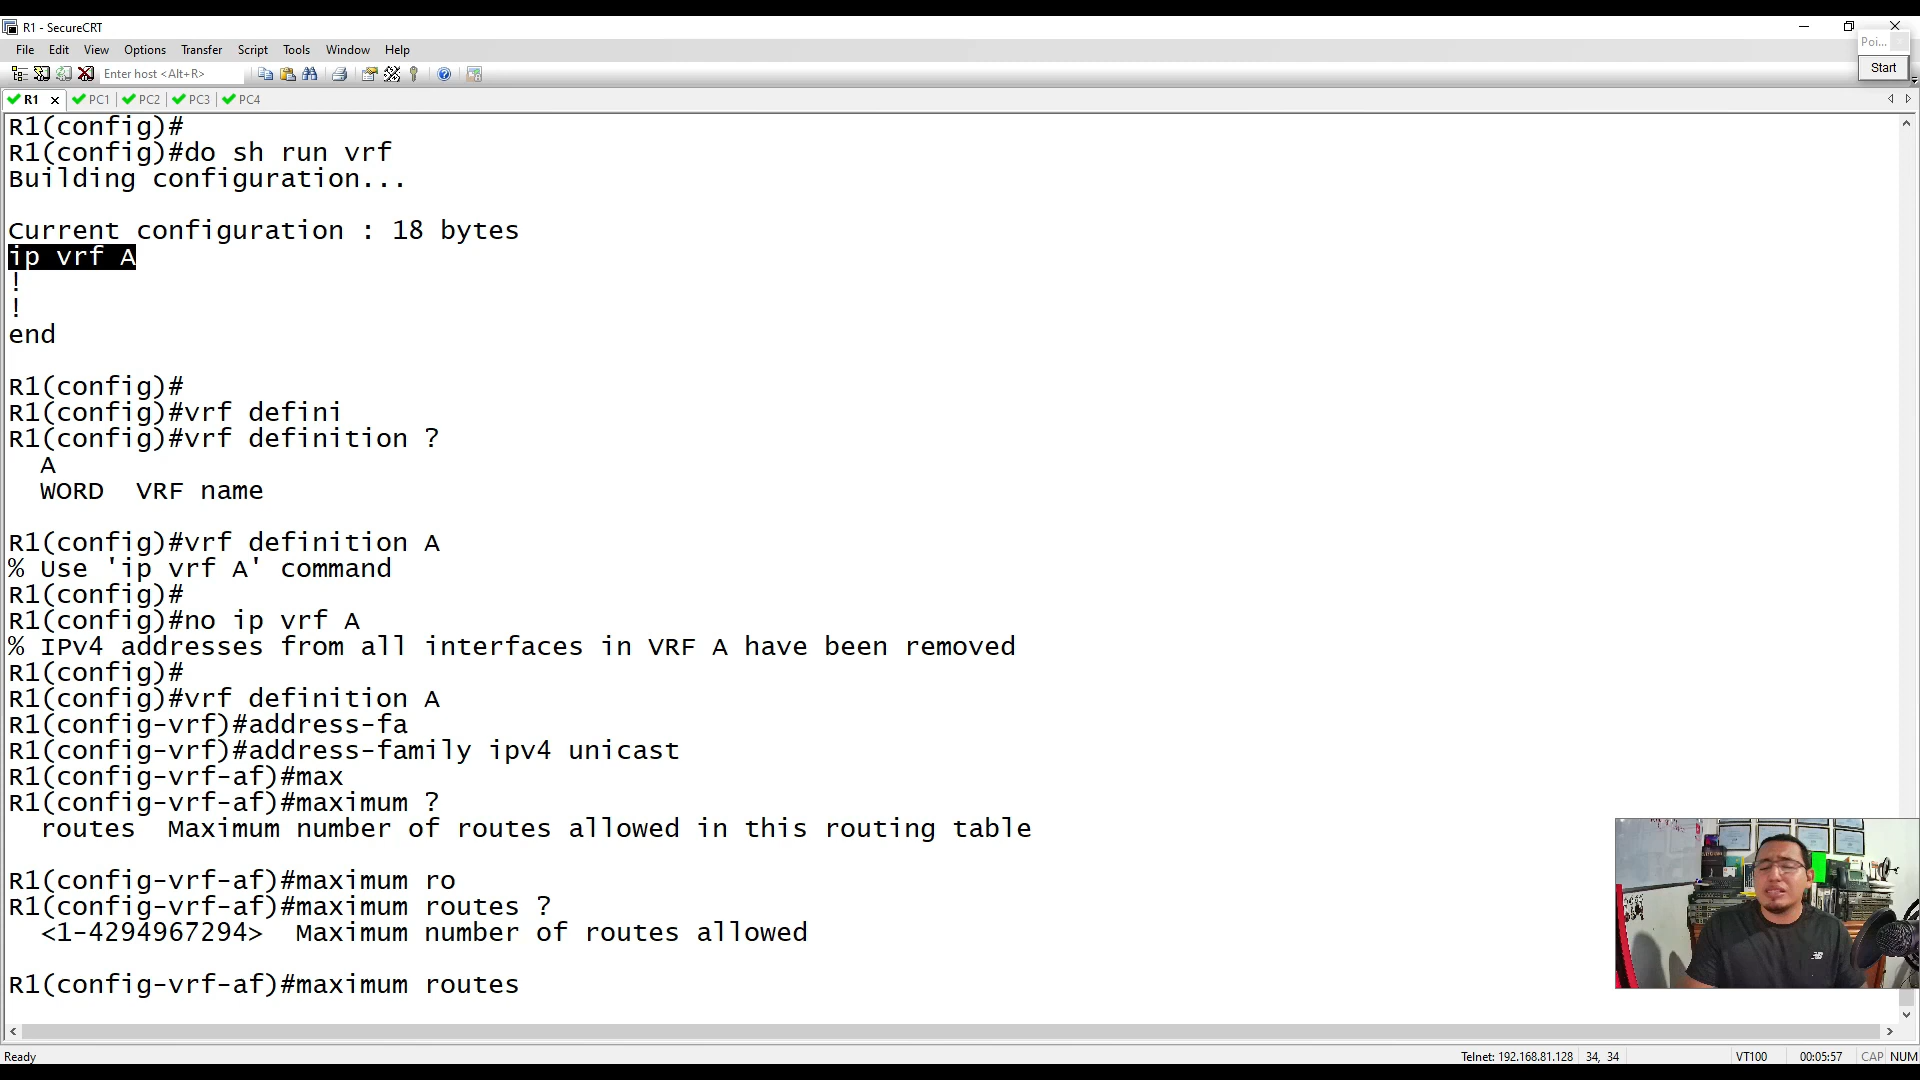 R1 - SecureCRT
File Edit View Options Transfer Script Tools Window Help
Poi...
Enter host <Alt+R>
Start
R1 PC1 PC2 PC3 PC4
R1(config)#
R1(config)#do sh run vrf
Building configuration...
Current configuration : 18 bytes
ip vrf A
!
!
end
R1(config)#
R1(config)#vrf defini
R1(config)#vrf definition ?
A
WORD  VRF name
R1(config)#vrf definition A
% Use 'ip vrf A' command
R1(config)#
R1(config)#no ip vrf A
% IPv4 addresses from all interfaces in VRF A have been removed
R1(config)#
R1(config)#vrf definition A
R1(config-vrf)#address-fa
R1(config-vrf)#address-family ipv4 unicast
R1(config-vrf-af)#max
R1(config-vrf-af)#maximum ?
routes  Maximum number of routes allowed in this routing table
R1(config-vrf-af)#maximum ro
R1(config-vrf-af)#maximum routes ?
<1-4294967294>  Maximum number of routes allowed
R1(config-vrf-af)#maximum routes
Ready Telnet: 192.168.81.128 34, 34 VT100 00:05:57 CAP NUM